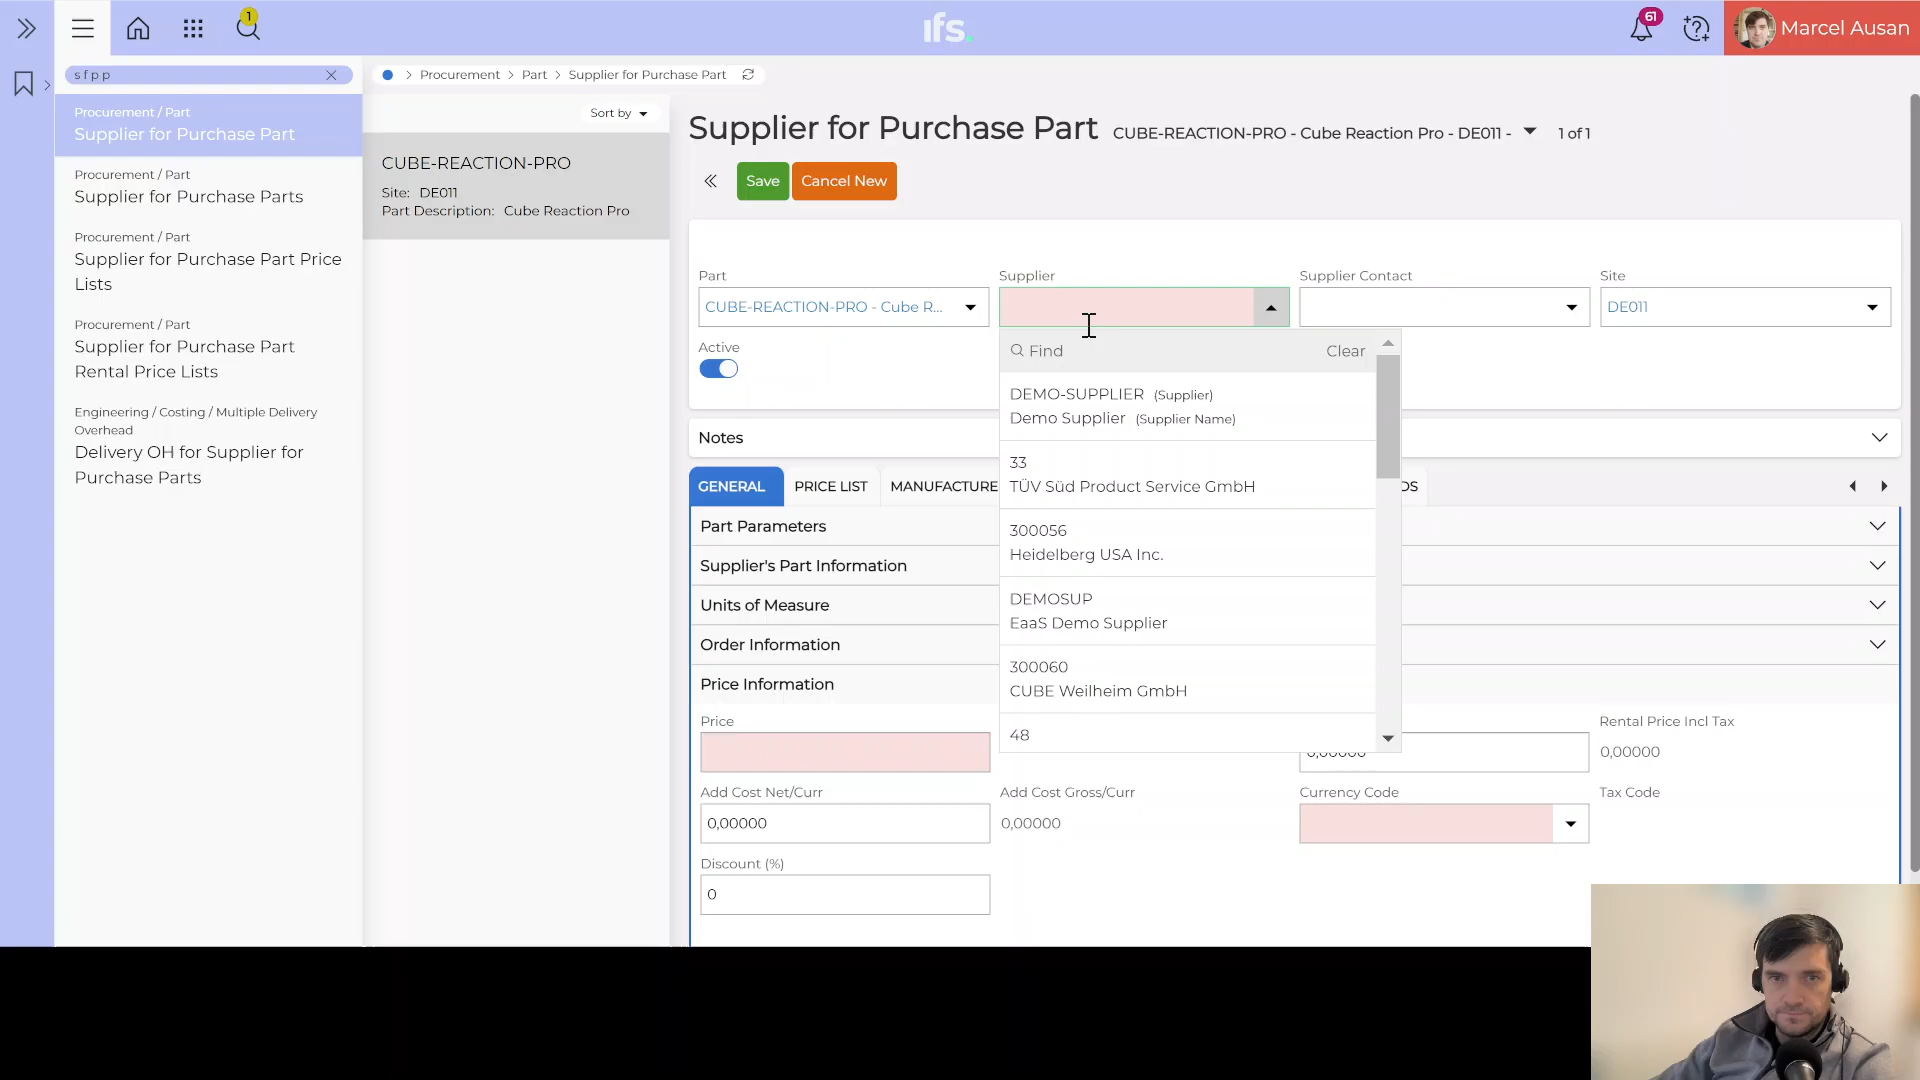 1
ifs.
61
Marcel Ausan
s f p p
Procurement / Part
Supplier for Purchase Part
Procurement / Part
Supplier for Purchase Parts
Procurement / Part
Supplier for Purchase Part Price
Lists
Procurement / Part
Supplier for Purchase Part
Rental Price Lists
Engineering / Costing / Multiple Delivery
Overhead
Delivery OH for Supplier for
Purchase Parts
Procurement > Part > Supplier for Purchase Part
Sort by
CUBE-REACTION-PRO
Site: DE011
Part Description: Cube Reaction Pro
Supplier for Purchase Part CUBE-REACTION-PRO - Cube Reaction Pro - DE011 - 1 of 1
Save Cancel New
Part Supplier Supplier Contact Site
CUBE-REACTION-PRO - Cube R... DE011
Active
Find Clear
DEMO-SUPPLIER (Supplier)
Demo Supplier (Supplier Name)
33
TÜV Süd Product Service GmbH
300056
Heidelberg USA Inc.
DEMOSUP
EaaS Demo Supplier
300060
CUBE Weilheim GmbH
48
Notes
GENERAL PRICE LIST MANUFACTURE DS
Part Parameters
Supplier's Part Information
Units of Measure
Order Information
Price Information
Price Rental Price Incl Tax
0,00000 0,00000
Add Cost Net/Curr Add Cost Gross/Curr Currency Code Tax Code
0,00000 0,00000
Discount (%)
0